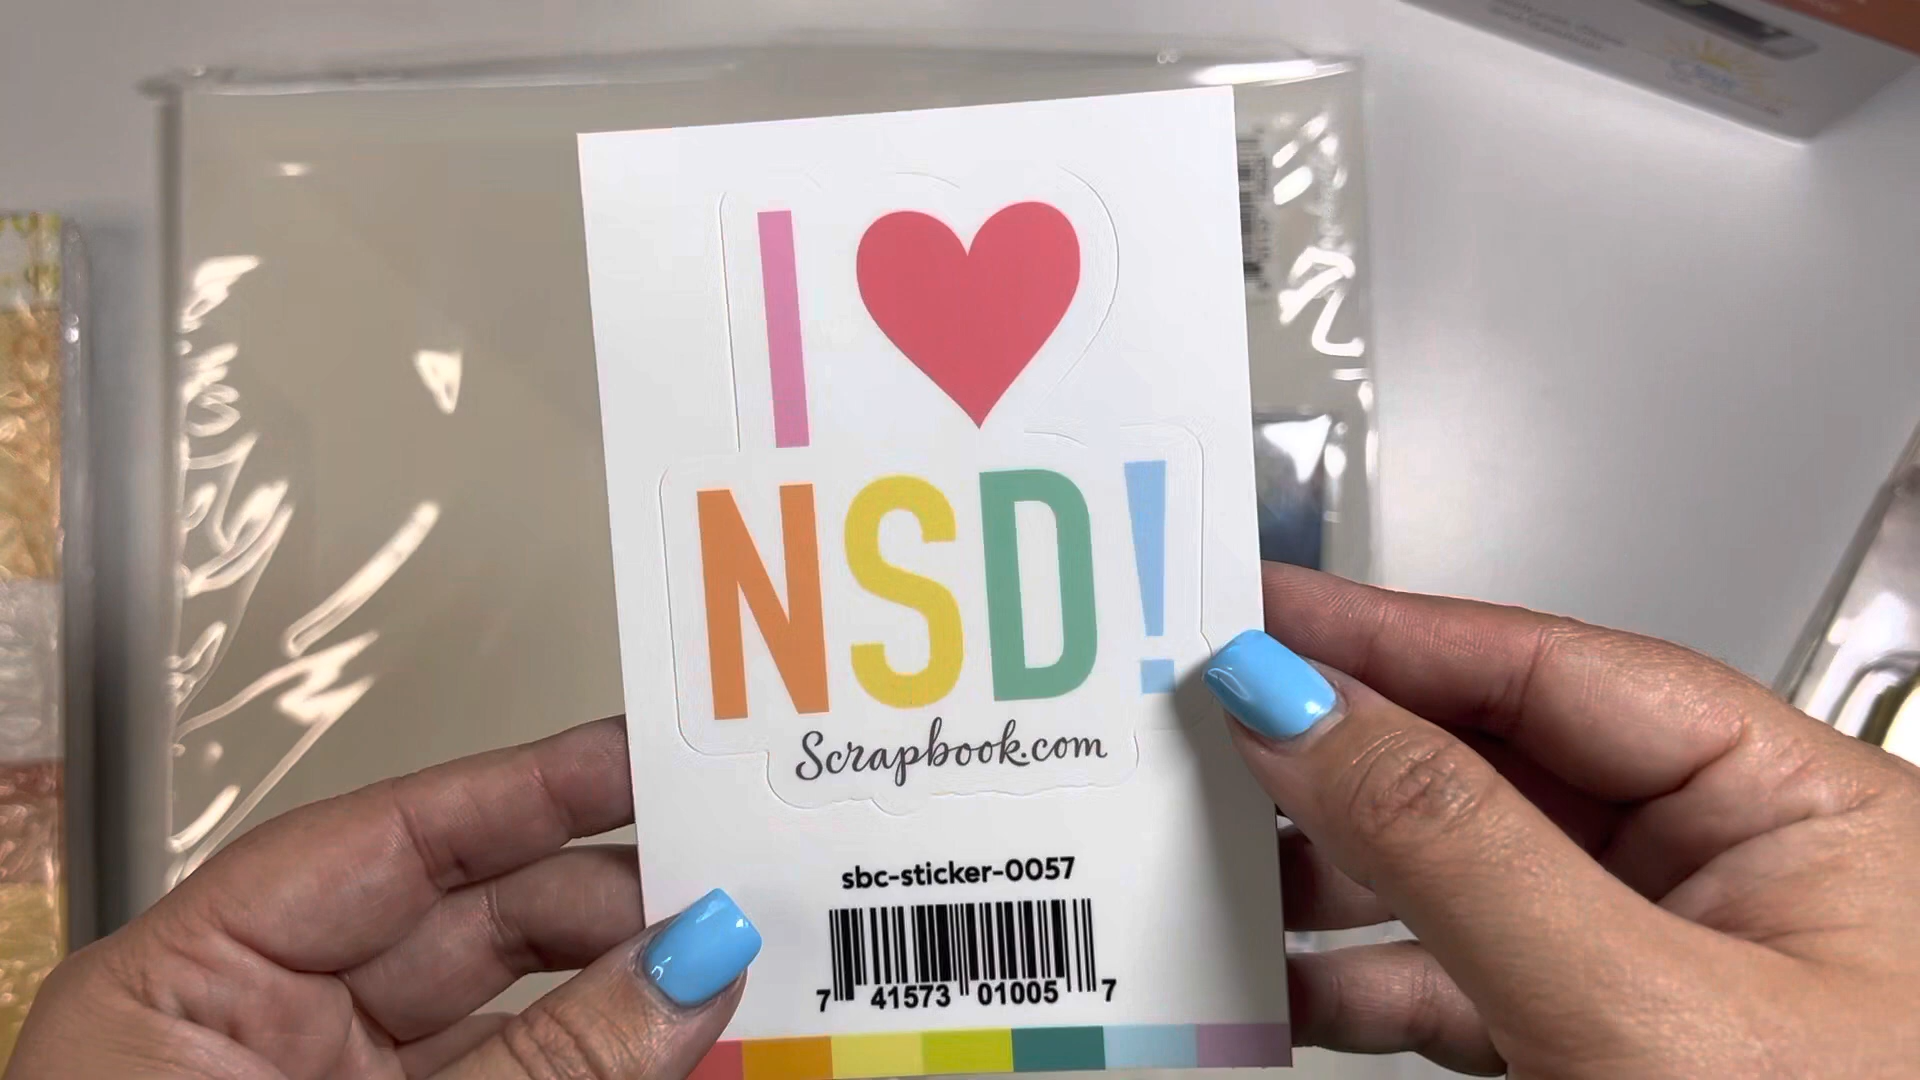 I ❤
NSD!
Scrapbook.com
sbc-sticker-0057
7 41573 01005 7